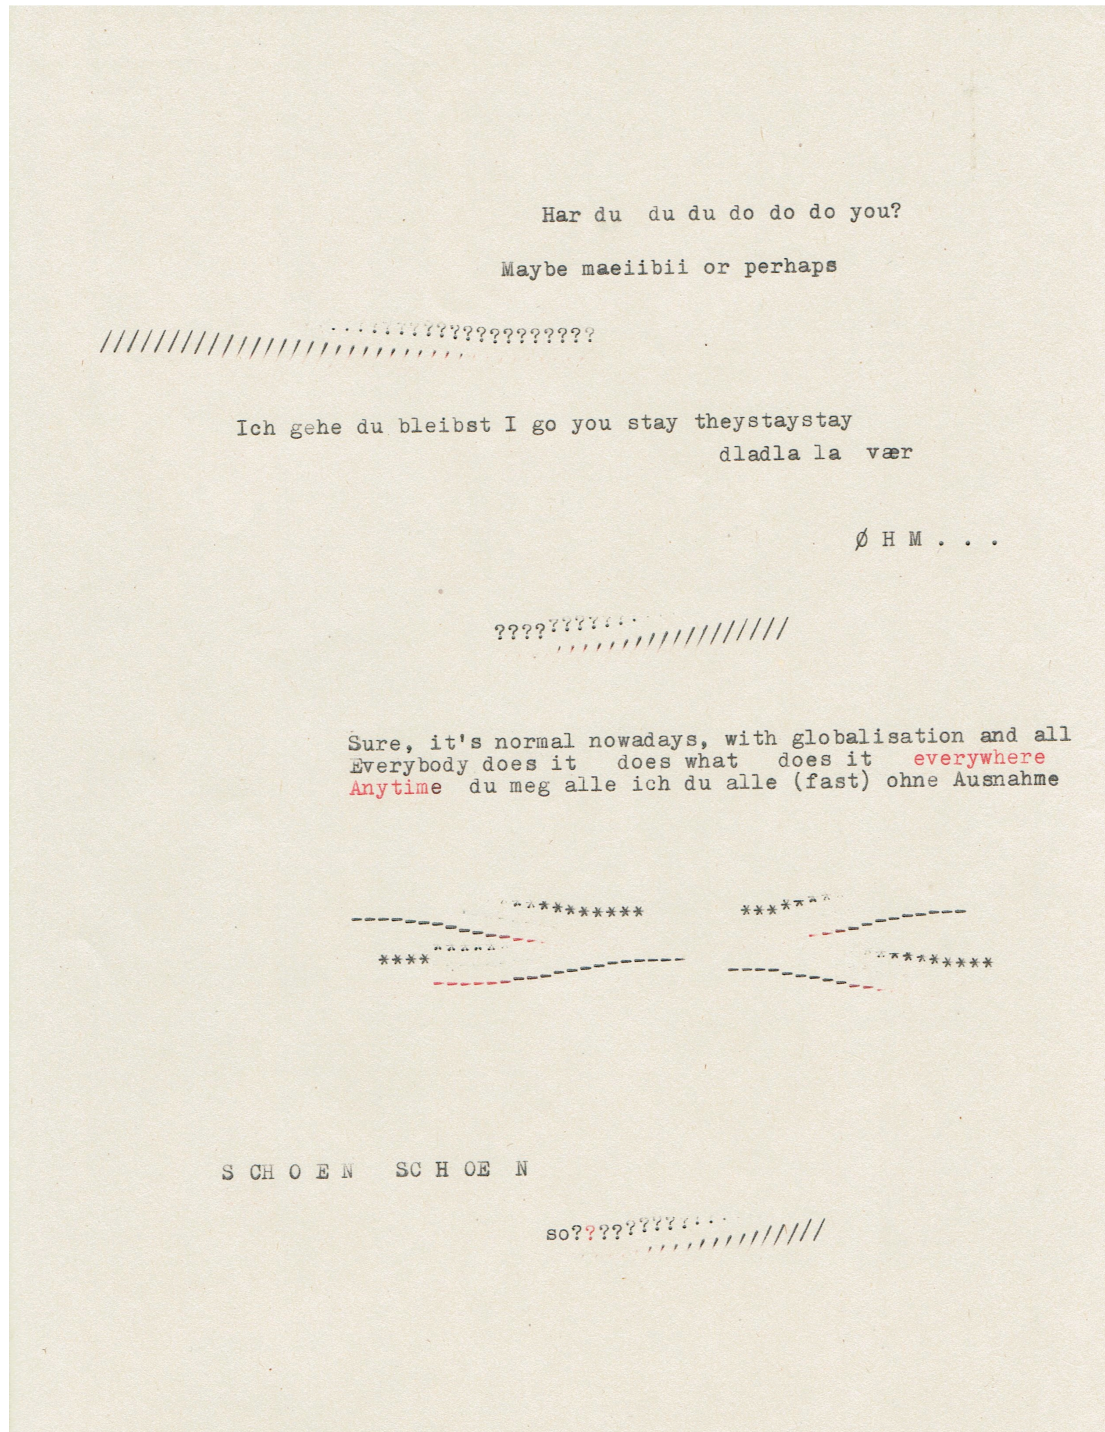 Har du du du do do do you?
Maybe maeiibii or perhaps
///////////////////////////...????????????????????
Ich gehe du bleibst I go you stay theystaystay
dladla la vær
Ø H M . . .
??????????.../////////////////
Sure, it's normal nowadays, with globalisation and all
Everybody does it does what does it everywhere
Anytime du meg alle ich du alle (fast) ohne Ausnahme
--------------- *********** ******* ------------
********** ------------------- ------------ **********
S CH O E N SC H OE N
so????????????...//////////////